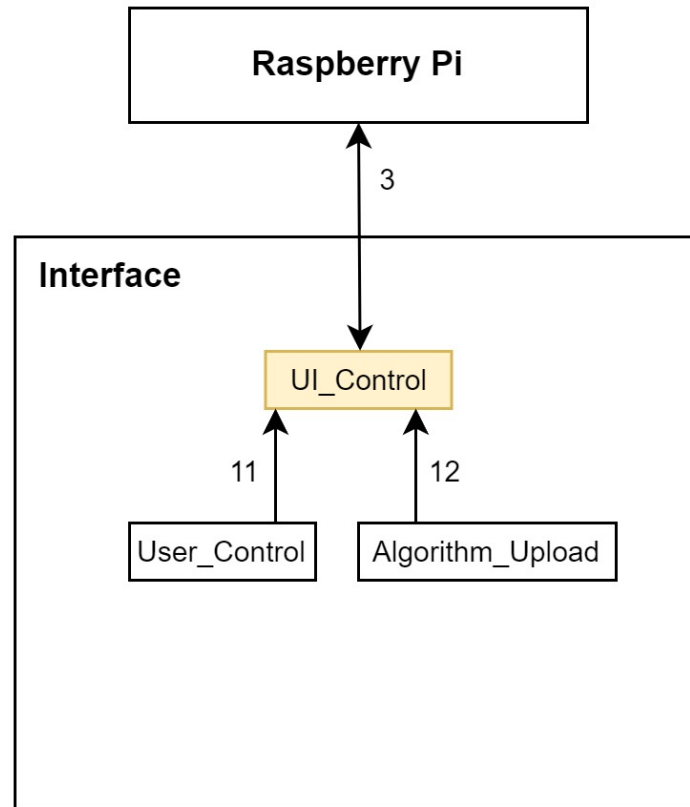 Raspberry Pi
3
Interface
UI_Control
11
12
User_Control
Algorithm_Upload